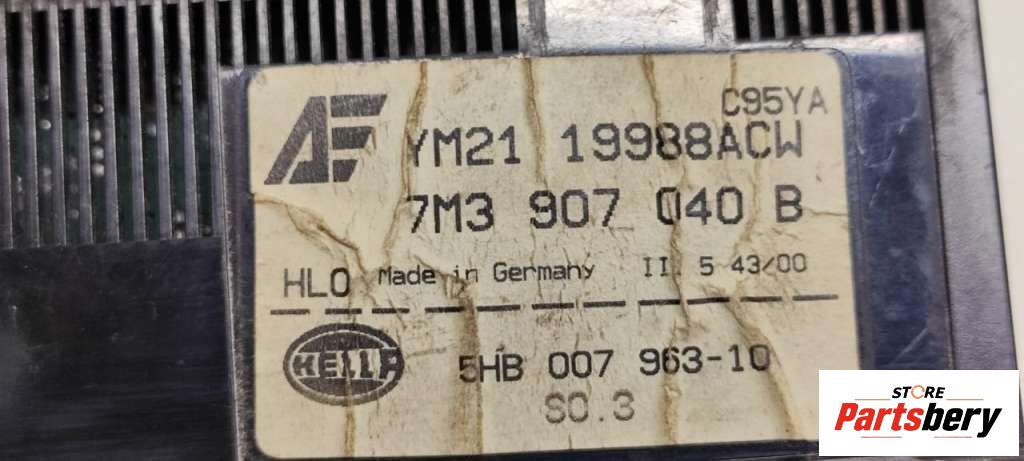 C95YA
AF YM21 19988ACW
7M3 907 040 B
HLO Made in Germany II. 5 43/00
HELLA 5HB 007 963-10
SO.3
STORE
Partsbery